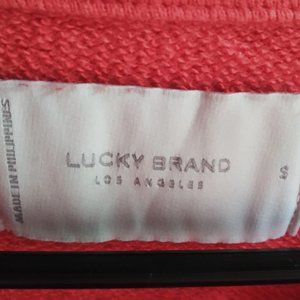 MADE IN PHILIPPINES
LUCKY BRAND
LOS ANGELES
S